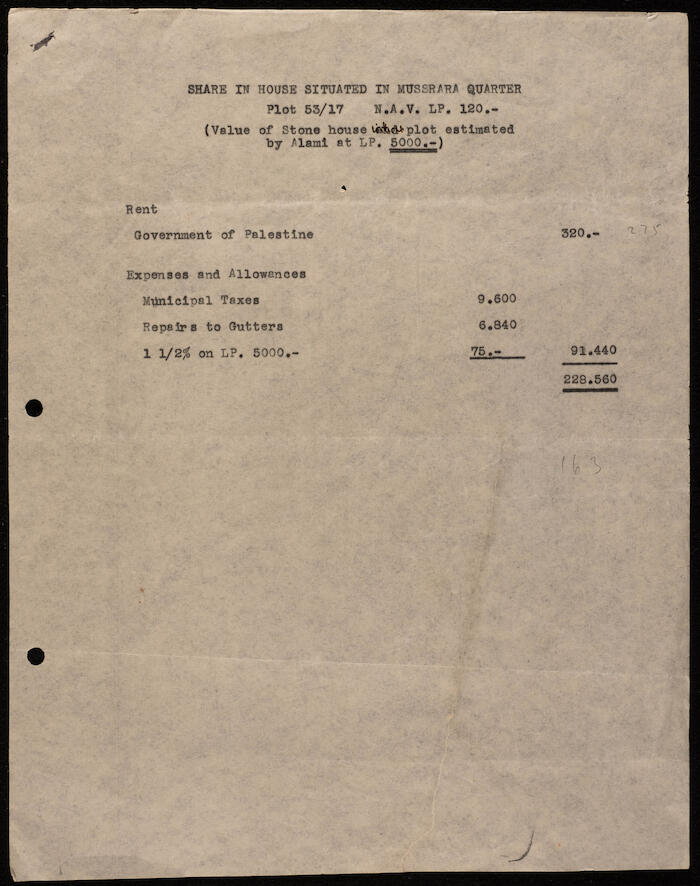 SHARE IN HOUSE SITUATED IN MUSSRARA QUARTER
Plot 53/17 N.A.V. LP. 120.-
(Value of Stone house plot estimated
by Alami at LP. 5000.-)
Rent
Government of Palestine 320.- 275
Expenses and Allowances
Municipal Taxes 9.600
Repairs to Gutters 6.840
1 1/2% on LP. 5000.- 75.- 91.440
228.560
163